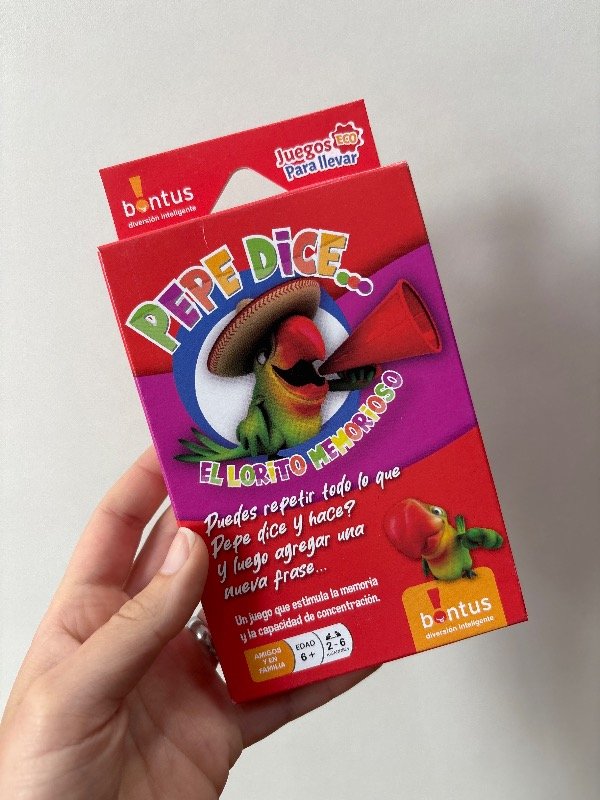 bontus
diversión inteligente
Juegos ECO
Para llevar
PEPE DiCE...
EL LORiTO MEMORiOSO
Puedes repetir todo lo que
Pepe dice y hace?
y luego agregar una
nueva frase...
Un juego que estimula la memoria
y la capacidad de concentración.
AMIGOS
Y EN
FAMILIA
EDAD
6+
2-6
bontus
diversión inteligente